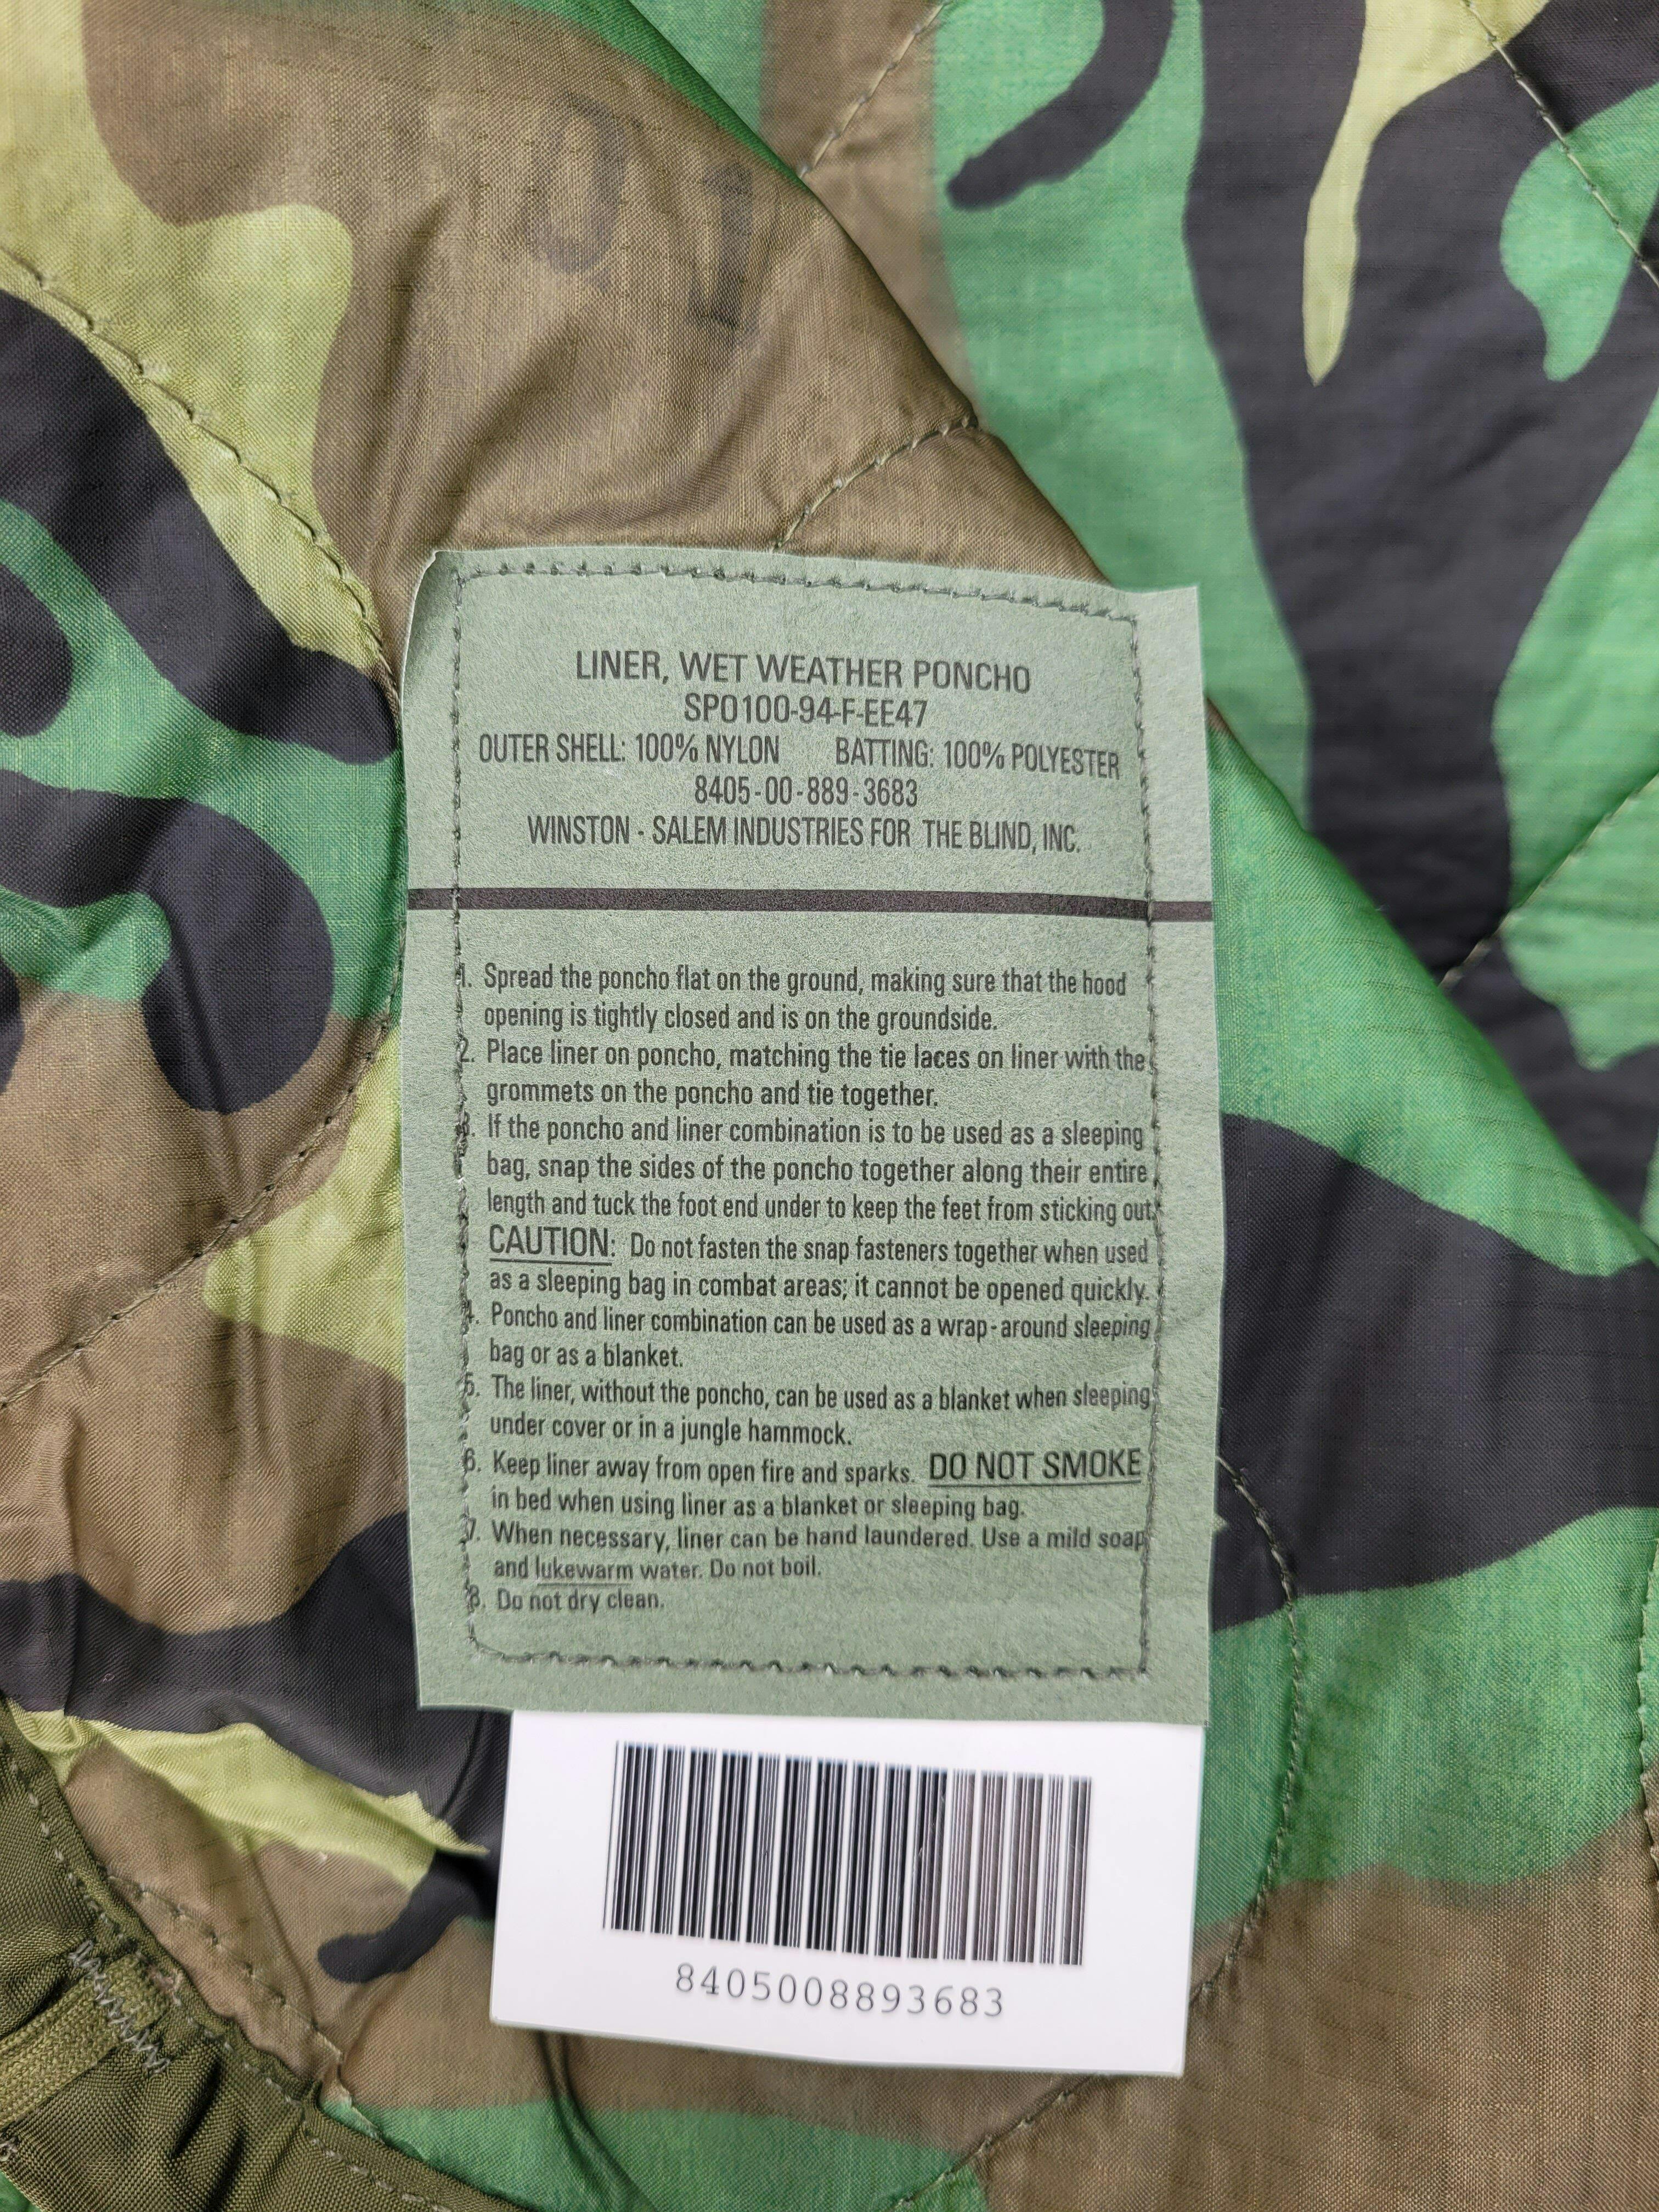 LINER, WET WEATHER PONCHO
SPO100-94-F-EE47
OUTER SHELL: 100% NYLON BATTING: 100% POLYESTER
8405-00-889-3683
WINSTON - SALEM INDUSTRIES FOR THE BLIND, INC.
1. Spread the poncho flat on the ground, making sure that the hood
opening is tightly closed and is on the groundside.
2. Place liner on poncho, matching the tie laces on liner with the
grommets on the poncho and tie together.
3. If the poncho and liner combination is to be used as a sleeping
bag, snap the sides of the poncho together along their entire
length and tuck the foot end under to keep the feet from sticking out.
CAUTION: Do not fasten the snap fasteners together when used
as a sleeping bag in combat areas; it cannot be opened quickly.
4. Poncho and liner combination can be used as a wrap-around sleeping
bag or as a blanket.
5. The liner, without the poncho, can be used as a blanket when sleeping
under cover or in a jungle hammock.
6. Keep liner away from open fire and sparks. DO NOT SMOKE
in bed when using liner as a blanket or sleeping bag.
7. When necessary, liner can be hand laundered. Use a mild soap
and lukewarm water. Do not boil.
8. Do not dry clean.
8405008893683